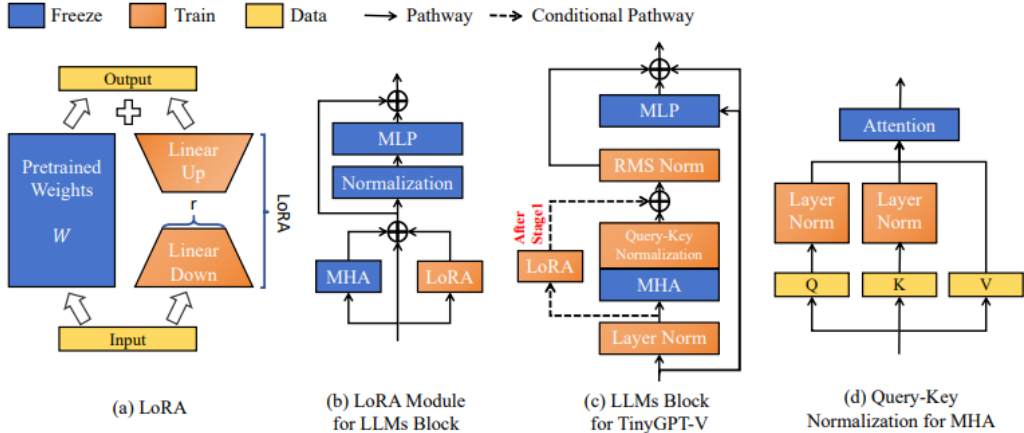 Freeze Train Data Pathway Conditional Pathway
Output
Pretrained
Weights
W
Linear
Up
r
Linear
Down
LoRA
Input
(a) LoRA
MLP
Normalization
MHA
LoRA
(b) LoRA Module
for LLMs Block
MLP
RMS Norm
After
Stage1
Query-Key
Normalization
LoRA
MHA
Layer Norm
(c) LLMs Block
for TinyGPT-V
Attention
Layer
Norm
Layer
Norm
Q
K
V
(d) Query-Key
Normalization for MHA